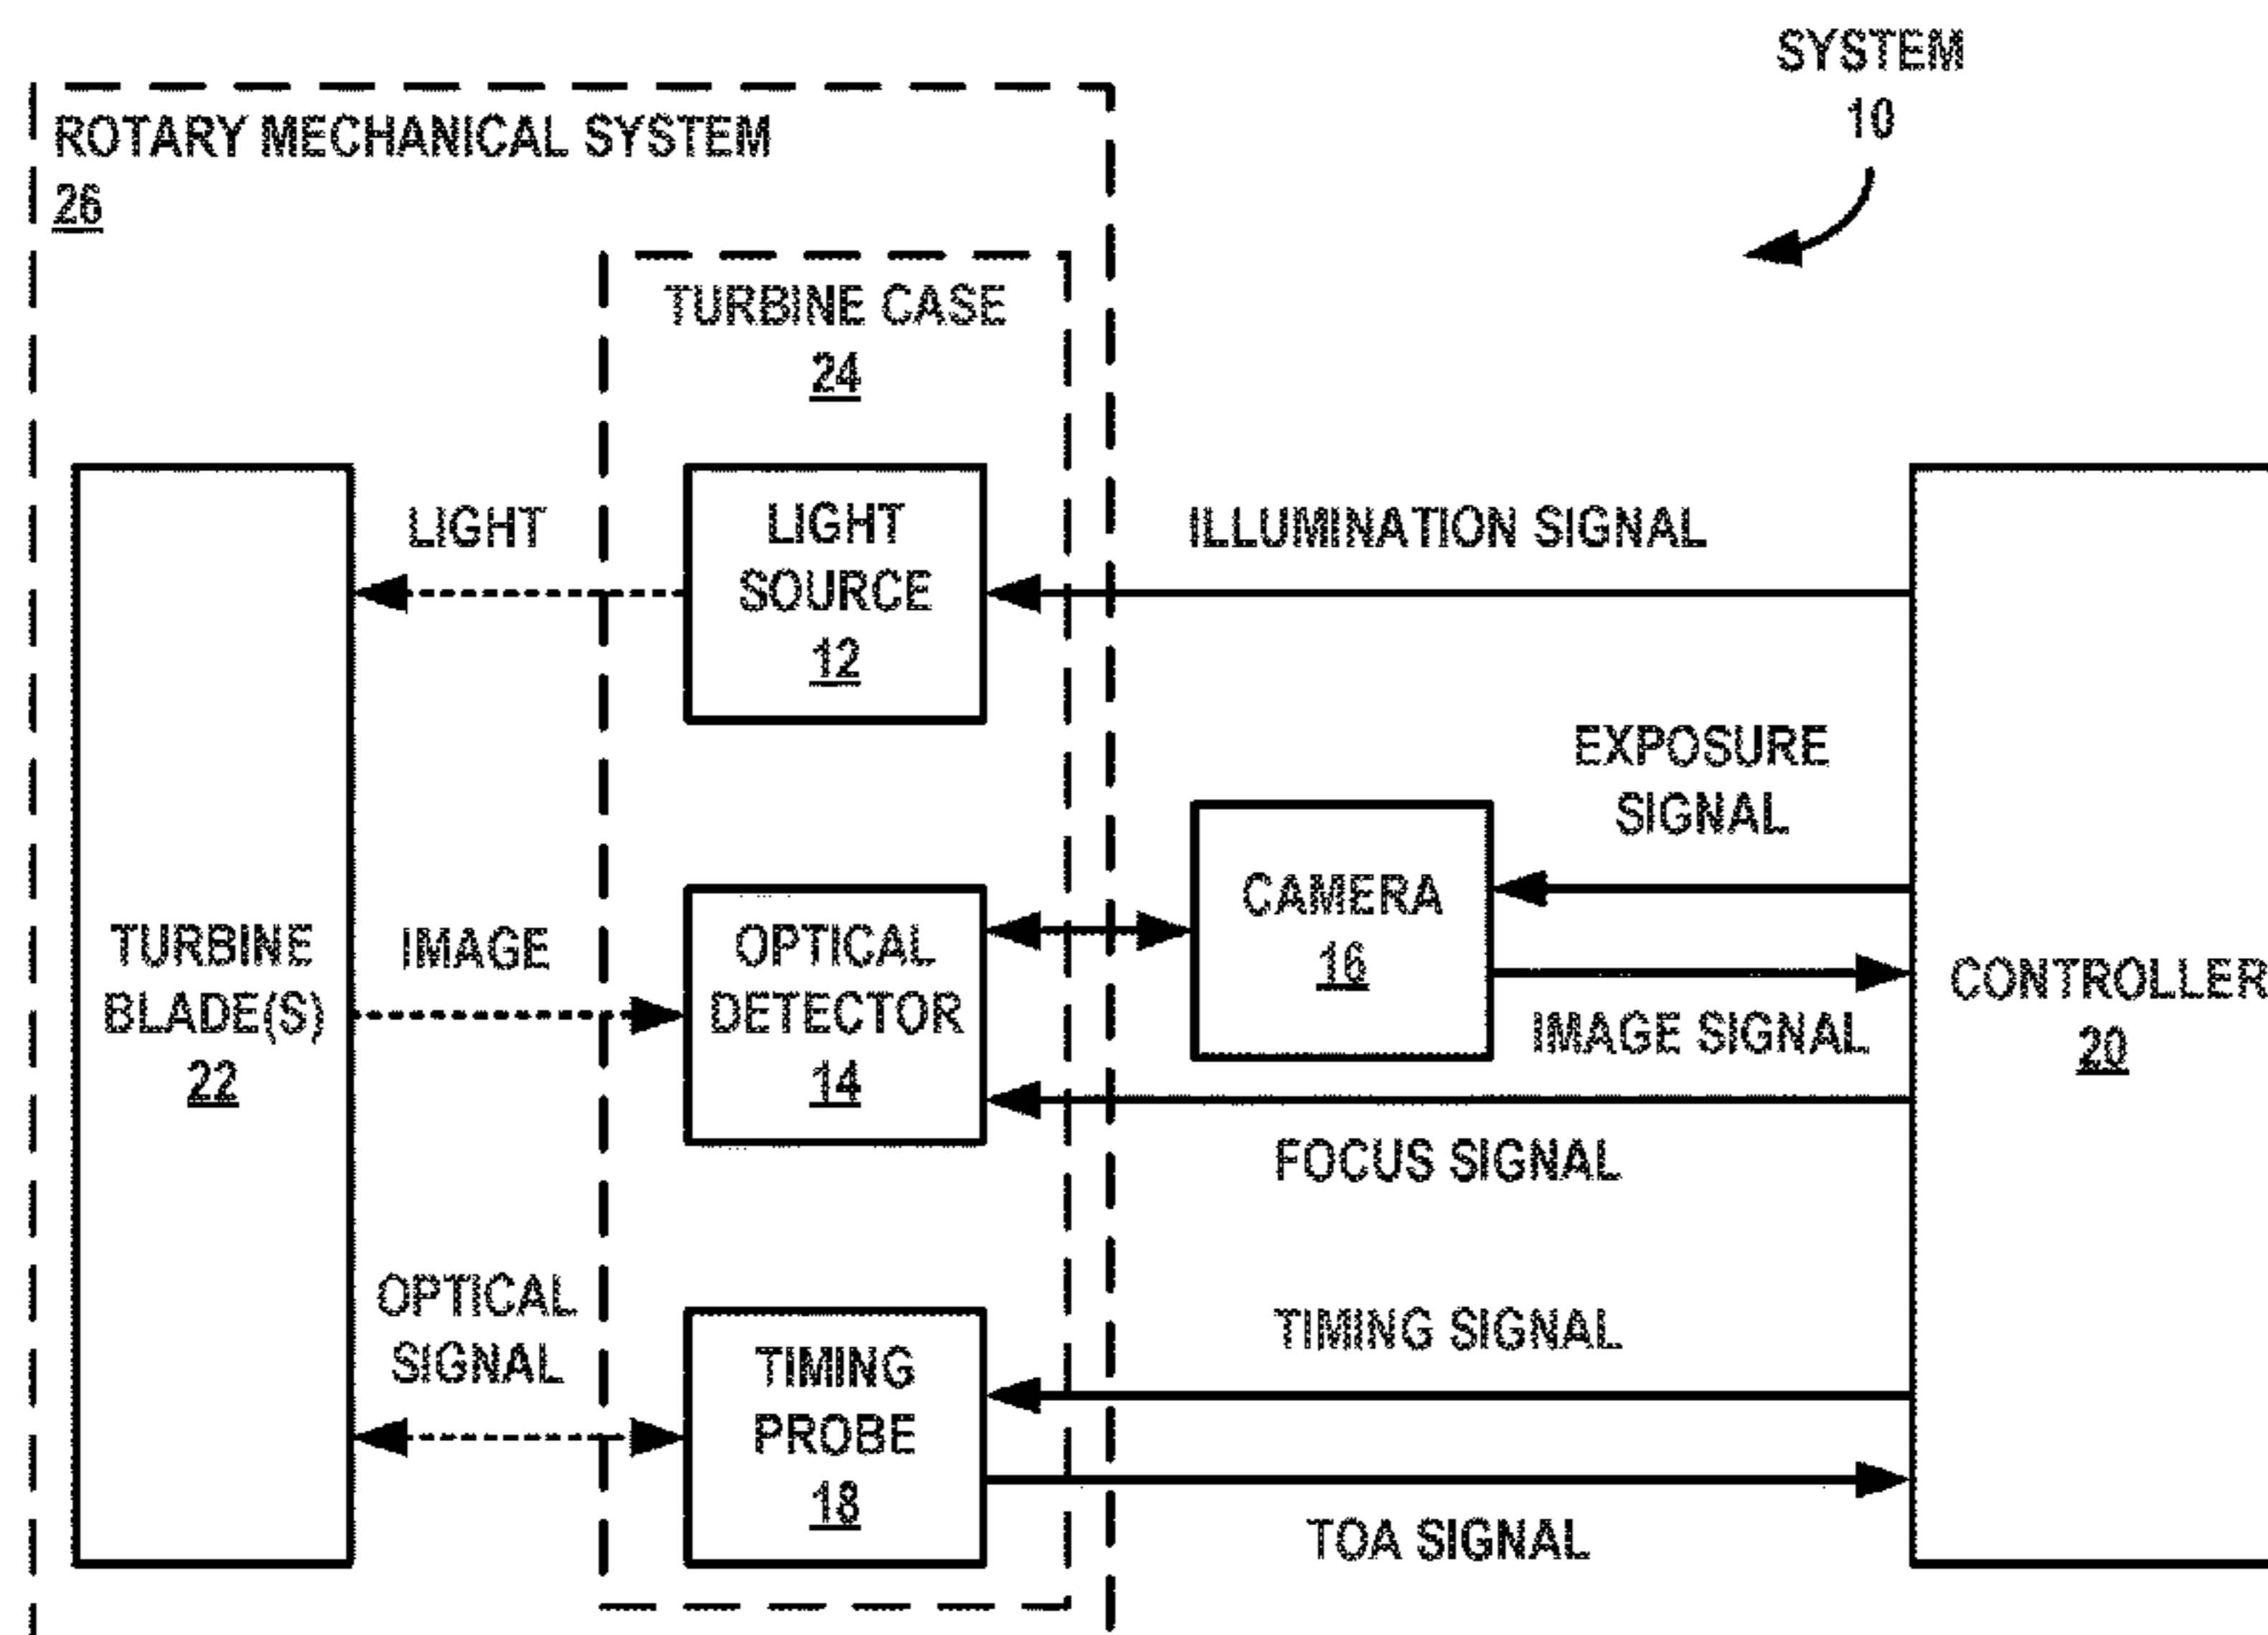 SYSTEM
10
ROTARY MECHANICAL SYSTEM
26
TURBINE CASE
24
LIGHT
LIGHT
SOURCE
12
ILLUMINATION SIGNAL
EXPOSURE
SIGNAL
TURBINE
BLADE(S)
22
IMAGE
OPTICAL
DETECTOR
14
CAMERA
16
IMAGE SIGNAL
CONTROLLER
20
FOCUS SIGNAL
OPTICAL
SIGNAL
TIMING
PROBE
18
TIMING SIGNAL
TOA SIGNAL